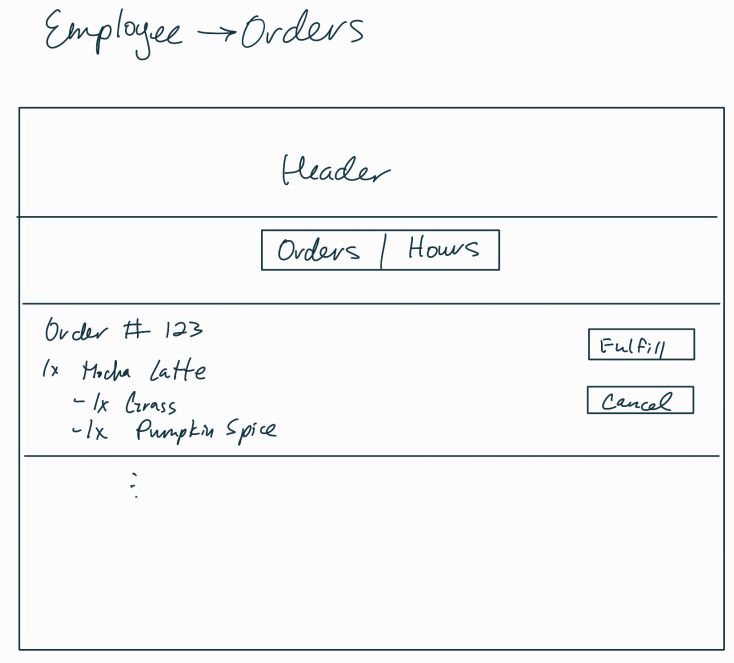 Employee → Orders
Header
Orders | Hours
Order # 123
Fulfill
1x Mocha Latte
- 1x Grass
Cancel
- 1x Pumpkin Spice